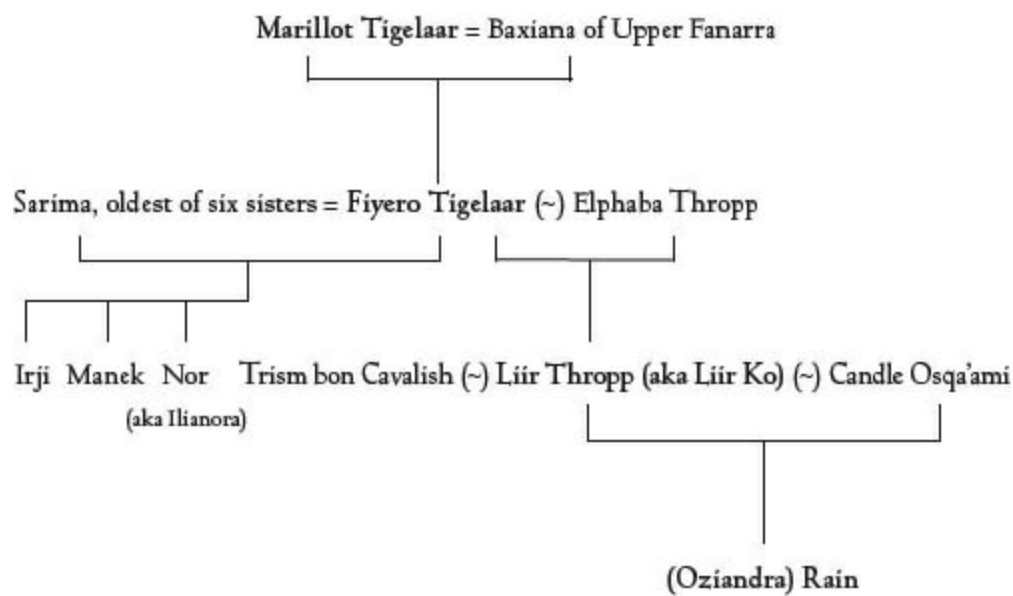 Marillot Tigelaar = Baxiana of Upper Fanarra
Sarima, oldest of six sisters = Fiyero Tigelaar (~) Elphaba Thropp
Irji Manek Nor Trism bon Cavalish (~) Liir Thropp (aka Liir Ko) (~) Candle Osqa'ami
(aka Ilianora)
(Oziandra) Rain